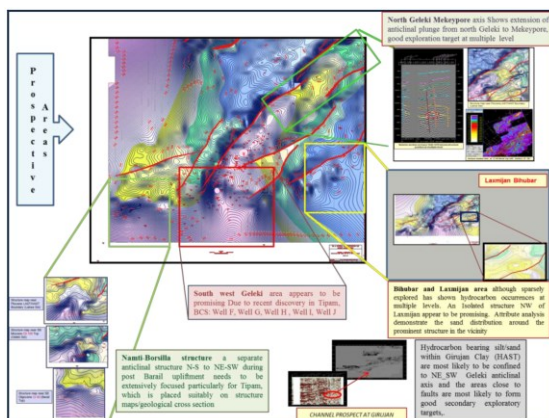 North Geleki Mekeypore axis Shows extension of
anticlinal plunge from north Geleki to Mekeypore,
good exploration target at multiple level
Prospective
Areas
Laxmijan Bihubar
South west Geleki area appears to be
promising Due to recent discovery in Tipam,
BCS: Well F, Well G, Well H , Well I, Well J
Bihubar and Laxmijan area although sparsely
explored has shown hydrocarbon occurrences at
multiple levels. An Isolated structure NW of
Laxmijan appear to be promising. Attribute analysis
demonstrate the sand distribution around the
prominent structure in the vicinity
Namti-Borsilla structure a separate
anticlinal structure N-S to NE-SW during
post Barail upliftment needs to be
extensively focused particularly for Tipam,
which is placed suitably on structure
maps/geological cross section
Hydrocarbon bearing silt/sand
within Girujan Clay (HAST) are
most likely to be confined to
NE_SW Geleki anticlinal
axis and the areas close to
faults are most likely to form
good secondary exploratory
targets,.
CHANNEL PROSPECT AT GIRUJAN